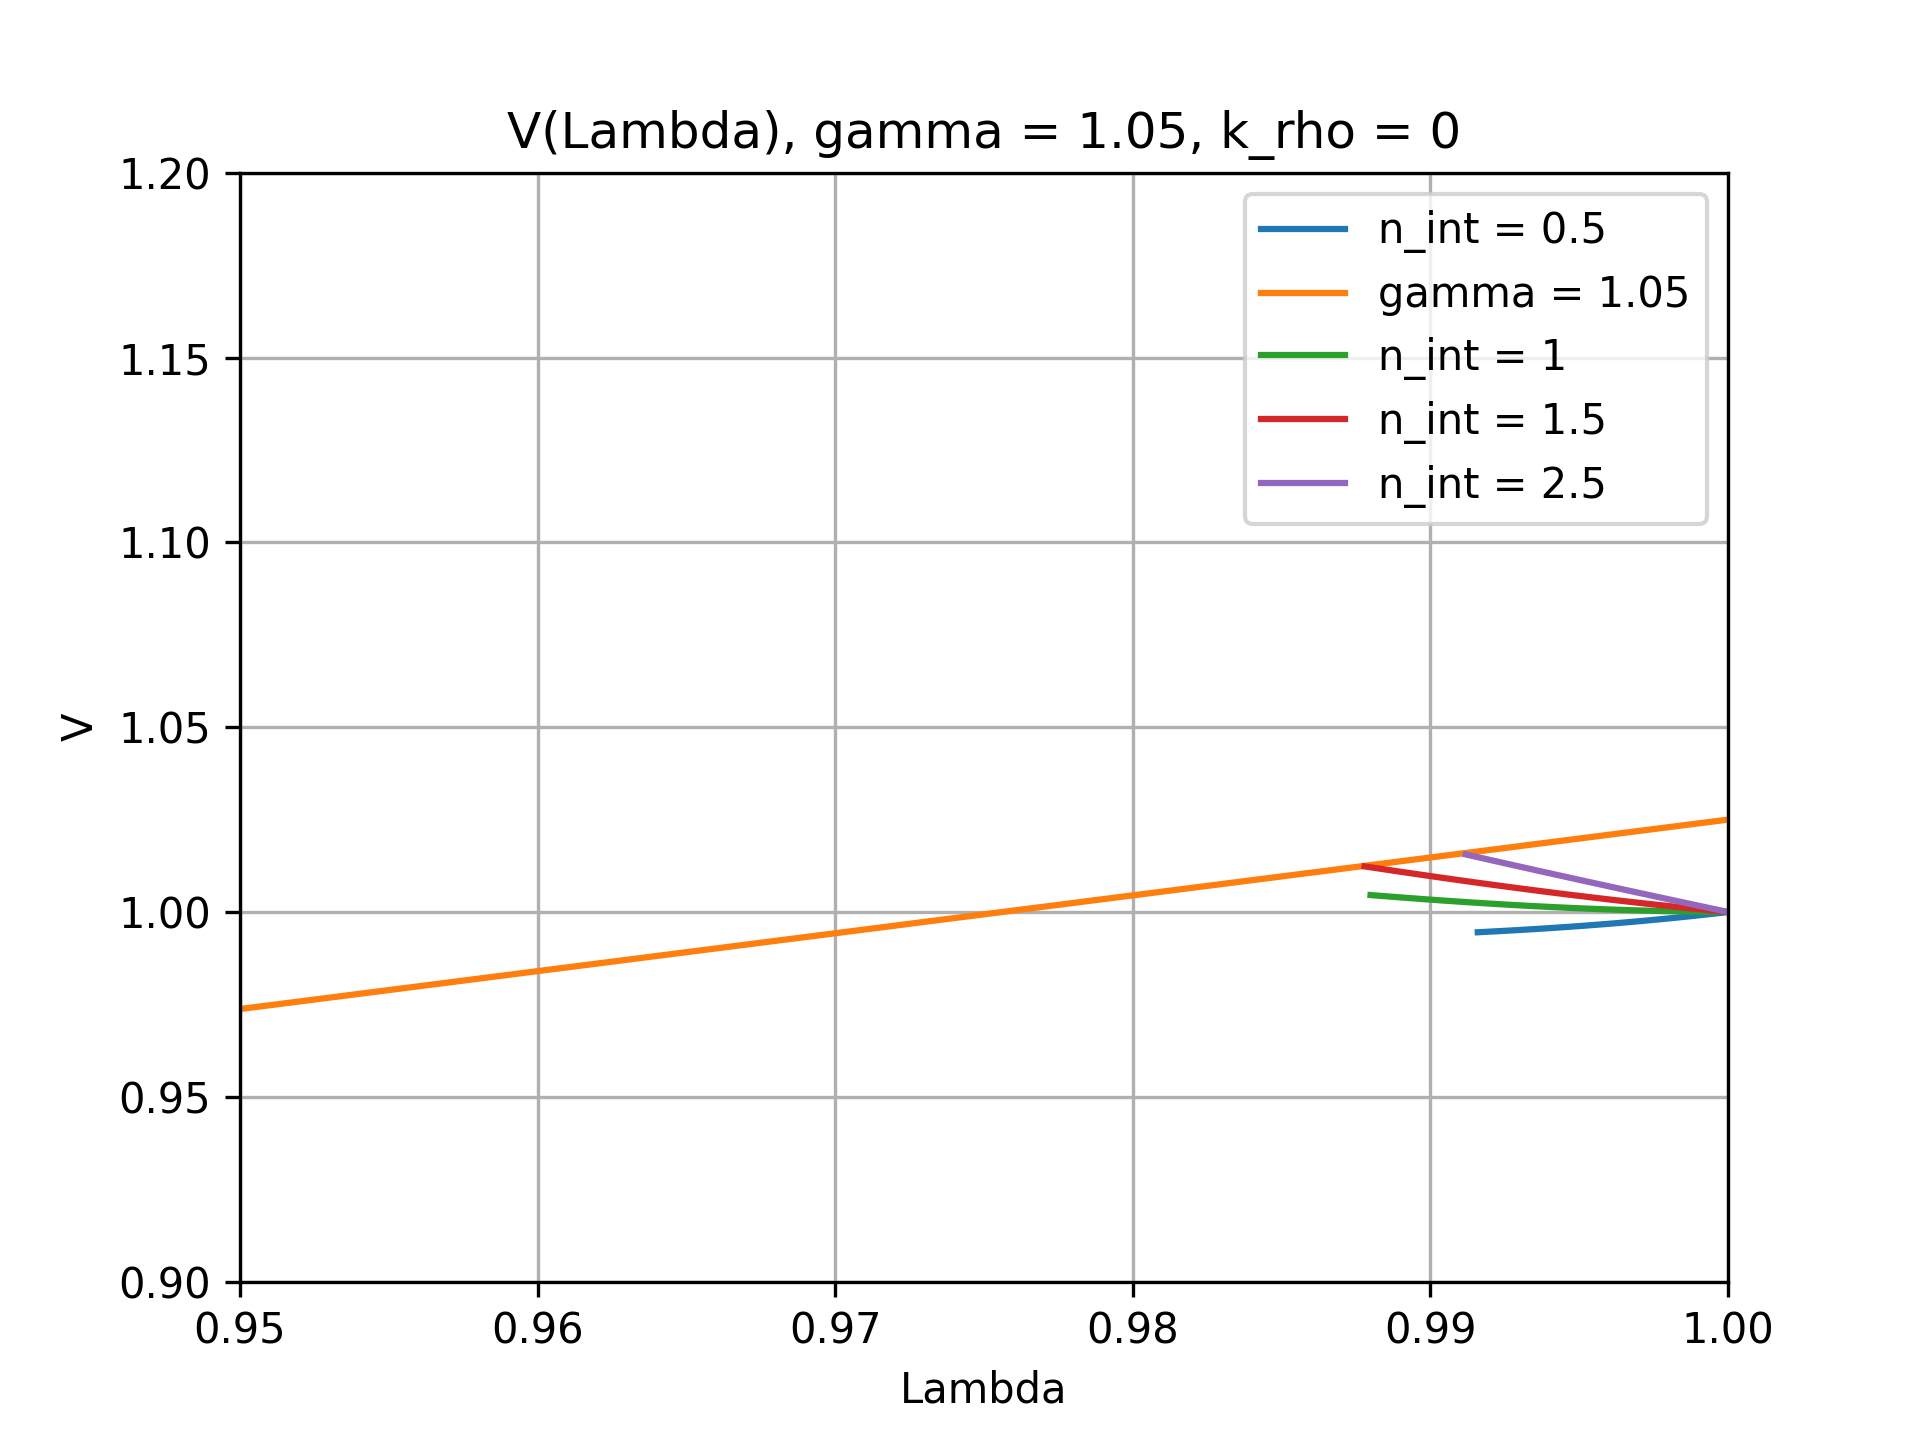 V(Lambda), gamma = 1.05, k_rho = 0
1.20
1.15
1.10
1.05
1.00
0.95
0.90
V
n_int = 0.5
gamma = 1.05
n_int = 1
n_int = 1.5
n_int = 2.5
0.95 0.96 0.97 0.98 0.99 1.00
Lambda